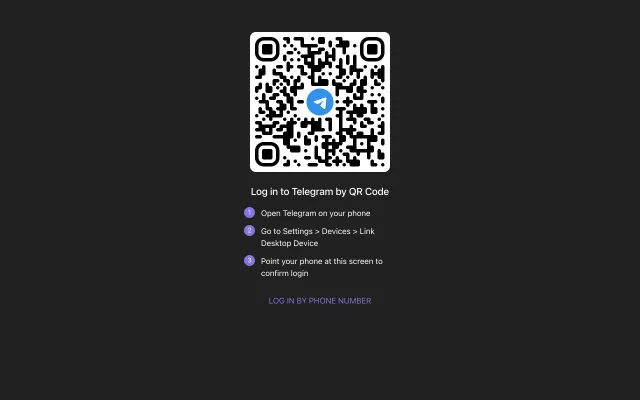 Log in to Telegram by QR Code
1 Open Telegram on your phone
2 Go to Settings > Devices > Link
Desktop Device
3 Point your phone at this screen to
confirm login
LOG IN BY PHONE NUMBER